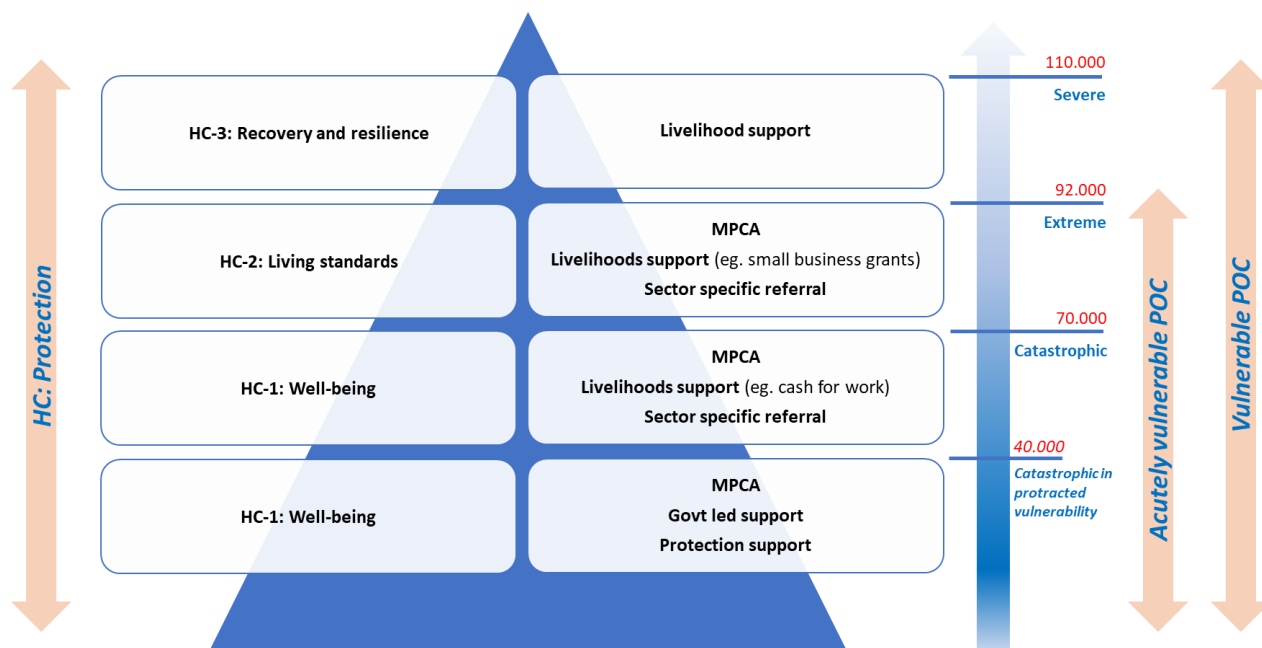 HC: Protection
HC-3: Recovery and resilience
Livelihood support
110.000
Severe
HC-2: Living standards
MPCA
Livelihoods support (eg. small business grants)
Sector specific referral
92.000
Extreme
HC-1: Well-being
MPCA
Livelihoods support (eg. cash for work)
Sector specific referral
70.000
Catastrophic
HC-1: Well-being
MPCA
Govt led support
Protection support
40.000
Catastrophic in
protracted
vulnerability
Acutely vulnerable POC
Vulnerable POC